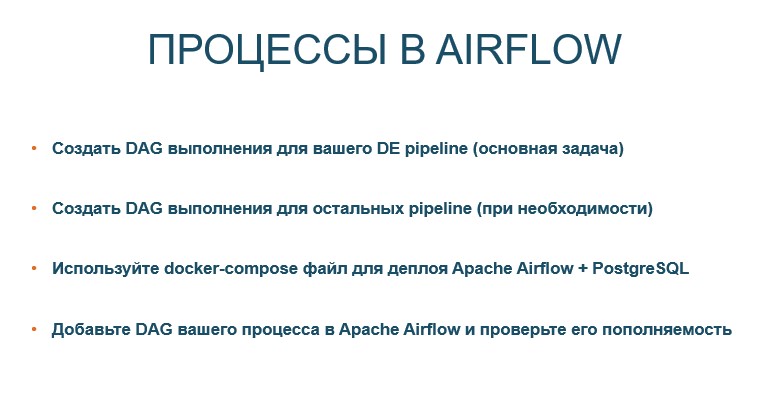 ПРОЦЕССЫ В AIRFLOW
• Создать DAG выполнения для вашего DE pipeline (основная задача)
• Создать DAG выполнения для остальных pipeline (при необходимости)
• Используйте docker-compose файл для деплоя Apache Airflow + PostgreSQL
• Добавьте DAG вашего процесса в Apache Airflow и проверьте его пополняемость